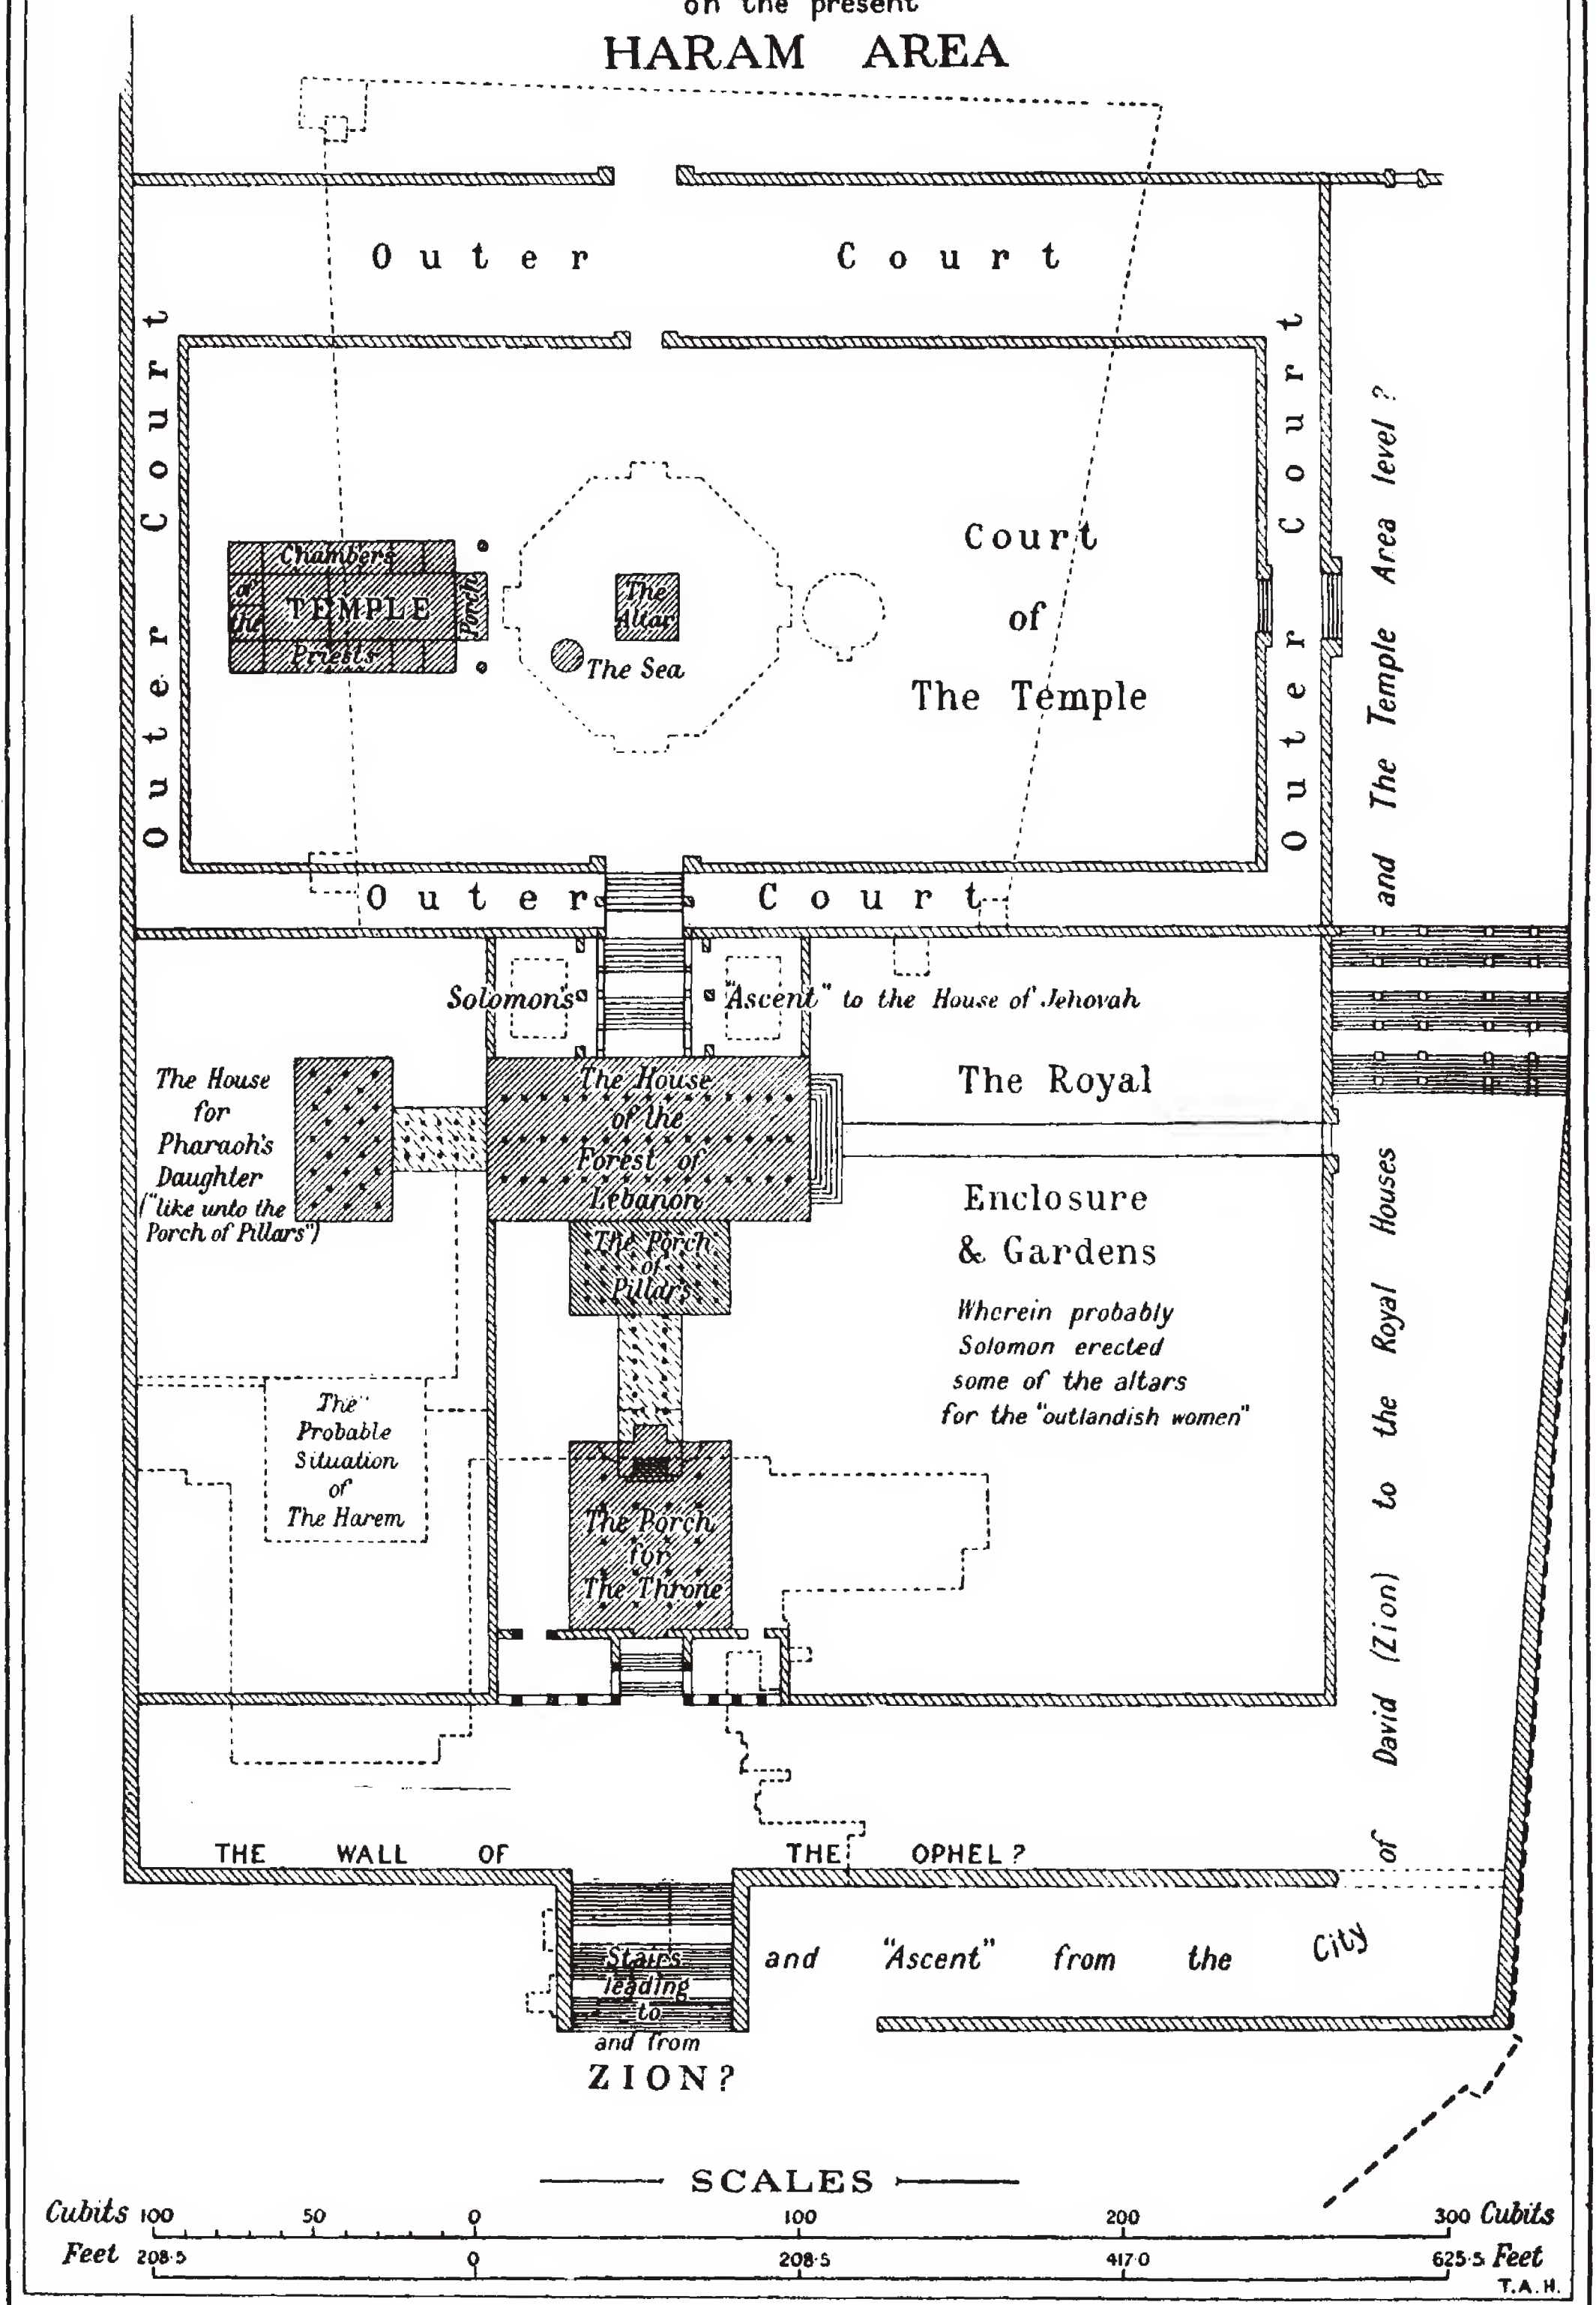 on the present
HARAM AREA
Outer Court
Outer Court
Outer Court
Chambers
of
the
TEMPLE
Porch
Priests
The
Altar
The Sea
Court
of
The Temple
Outer Court
Solomon's "Ascent" to the House of Jehovah
The House
for
Pharaoh's
Daughter
("like unto the
Porch of Pillars")
The House
of the
Forest of
Lebanon
The Porch
of
Pillars
The Royal
Enclosure
& Gardens
Wherein probably
Solomon erected
some of the altars
for the "outlandish women"
The
Probable
Situation
of
The Harem
The Porch
for
The Throne
THE WALL OF THE OPHEL?
Stairs
leading
to
and from
ZION?
and "Ascent" from the City
of David (Zion) to the Royal Houses and The Temple Area level?
SCALES
Cubits 100 50 0 100 200 300 Cubits
Feet 208·5 0 208·5 417·0 625·5 Feet
T.A.H.